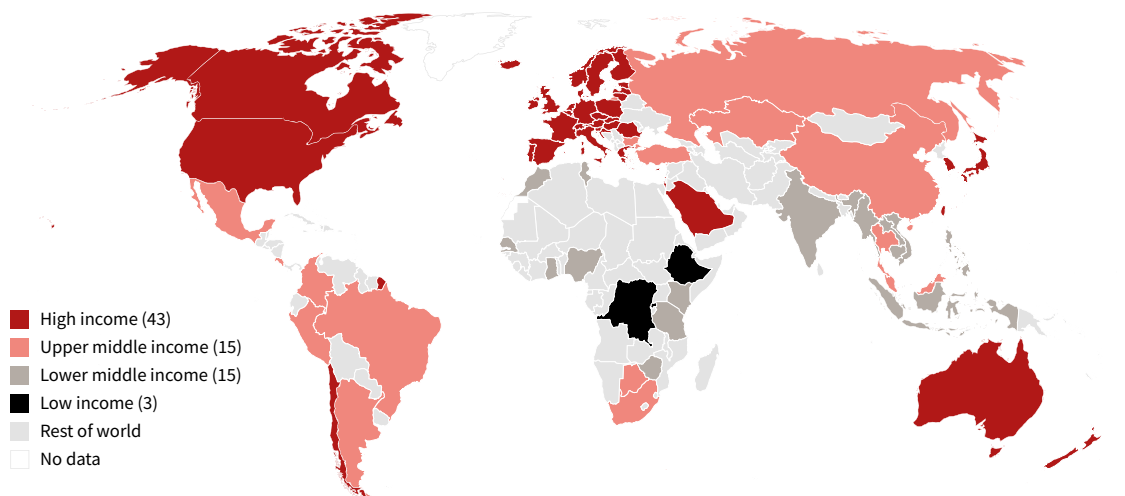 High income (43)
Upper middle income (15)
Lower middle income (15)
Low income (3)
Rest of world
No data